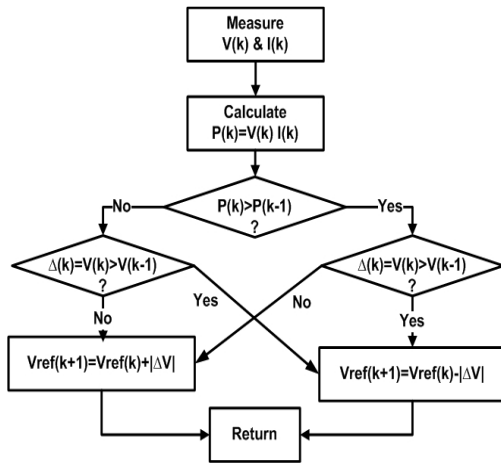 Measure
V(k) & I(k)
Calculate
P(k)=V(k) I(k)
No
P(k)>P(k-1)
?
Yes
Δ(k)=V(k)>V(k-1)
?
Δ(k)=V(k)>V(k-1)
?
Yes
No
No
Yes
Vref(k+1)=Vref(k)+|ΔV|
Vref(k+1)=Vref(k)-|ΔV|
Return